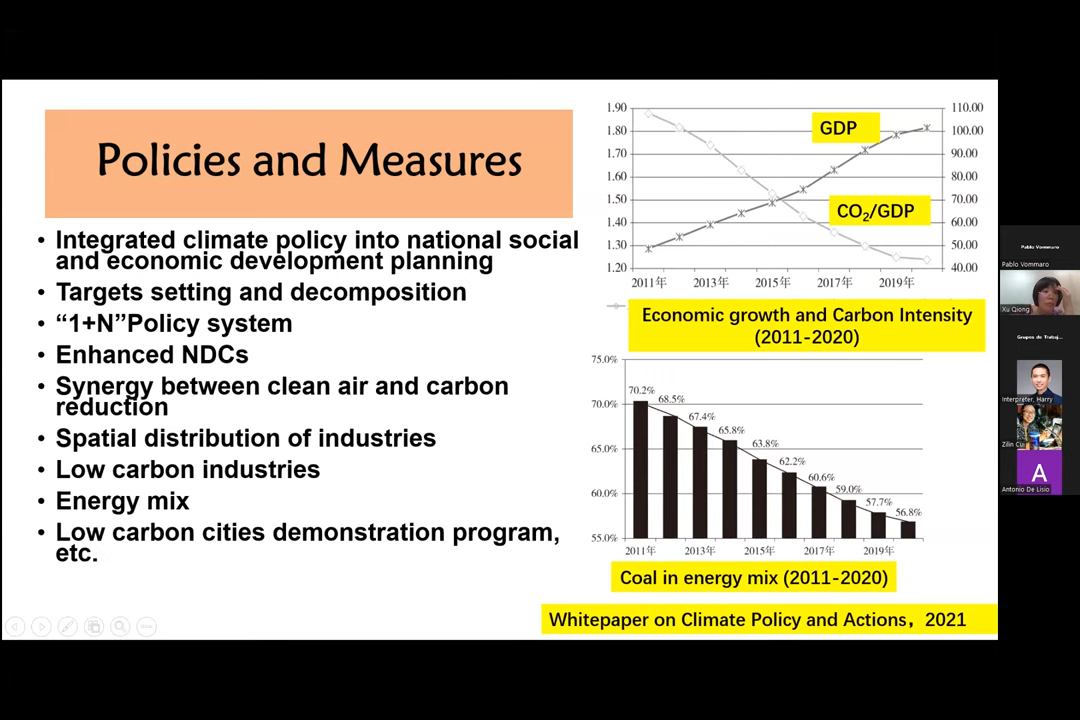 Policies and Measures
• Integrated climate policy into national social
and economic development planning
• Targets setting and decomposition
• “1+N”Policy system
• Enhanced NDCs
• Synergy between clean air and carbon
reduction
• Spatial distribution of industries
• Low carbon industries
• Energy mix
• Low carbon cities demonstration program,
etc.
1.90
1.80
1.70
1.60
1.50
1.40
1.30
1.20
110.00
100.00
90.00
80.00
70.00
60.00
50.00
40.00
GDP
CO₂/GDP
2011年 2013年 2015年 2017年 2019年
Economic growth and Carbon Intensity
(2011-2020)
75.0%
70.0%
65.0%
60.0%
55.0%
70.2%
68.5%
67.4%
65.8%
63.8%
62.2%
60.6%
59.0%
57.7%
56.8%
2011年 2013年 2015年 2017年 2019年
Coal in energy mix (2011-2020)
Whitepaper on Climate Policy and Actions，2021
Pablo Vommaro
Pablo Vommaro
Xu Qiong
Grupos de Trabaj...
Interpreter, Harry
Zilin Cui
A
Antonio De Lisio